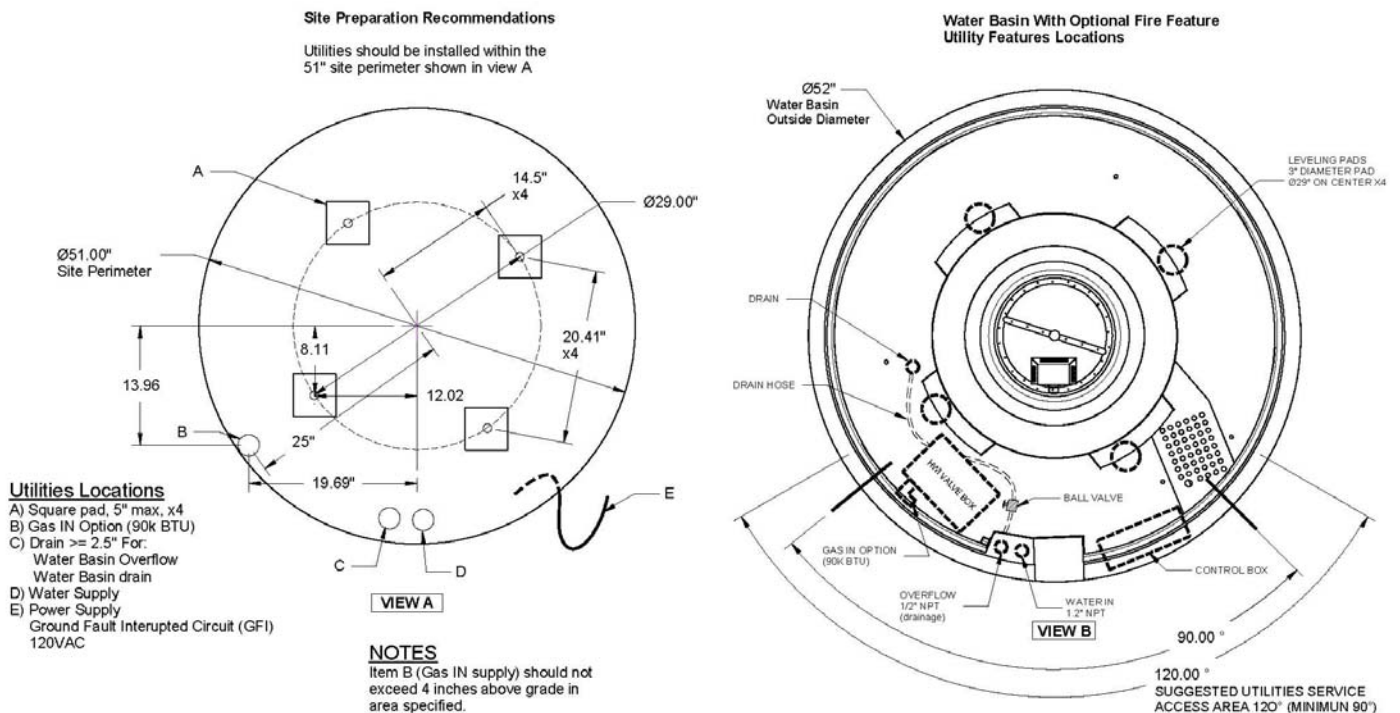 Site Preparation Recommendations
Utilities should be installed within the
51" site perimeter shown in view A
A
14.5"
x4
Ø29.00"
Ø51.00"
Site Perimeter
8.11
20.41"
x4
13.96
12.02
B
25"
19.69"
E
C
D
VIEW A
Utilities Locations
A) Square pad, 5" max, x4
B) Gas IN Option (90k BTU)
C) Drain >= 2.5" For:
Water Basin Overflow
Water Basin drain
D) Water Supply
E) Power Supply
Ground Fault Interupted Circuit (GFI)
120VAC
NOTES
Item B (Gas IN supply) should not
exceed 4 inches above grade in
area specified.
Water Basin With Optional Fire Feature
Utility Features Locations
Ø52"
Water Basin
Outside Diameter
LEVELING PADS
3" DIAMETER PAD
Ø29" ON CENTER X4
DRAIN
DRAIN HOSE
HWI VALVE BOX
BALL VALVE
GAS IN OPTION
(90K BTU)
CONTROL BOX
OVERFLOW
1/2" NPT
(drainage)
WATER IN
1.2" NPT
VIEW B
90.00 °
120.00 °
SUGGESTED UTILITIES SERVICE
ACCESS AREA 120° (MINIMUN 90°)